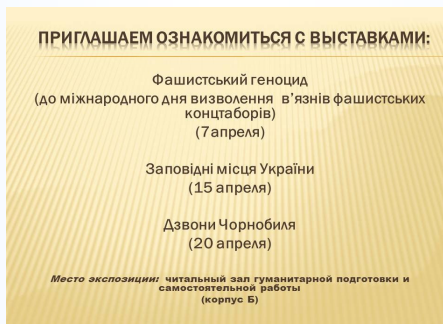 ПРИГЛАШАЕМ ОЗНАКОМИТЬСЯ С ВЫСТАВКАМИ:
Фашистський геноцид
(до міжнародного дня визволення в’язнів фашистських
концтаборів)
(7апреля)
Заповідні місця України
(15 апреля)
Дзвони Чорнобиля
(20 апреля)
Место экспозиции: читальный зал гуманитарной подготовки и
самостоятельной работы
(корпус Б)